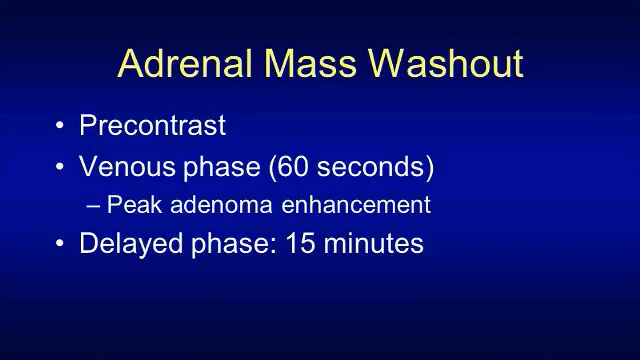 Adrenal Mass Washout
• Precontrast
• Venous phase (60 seconds)
– Peak adenoma enhancement
• Delayed phase: 15 minutes